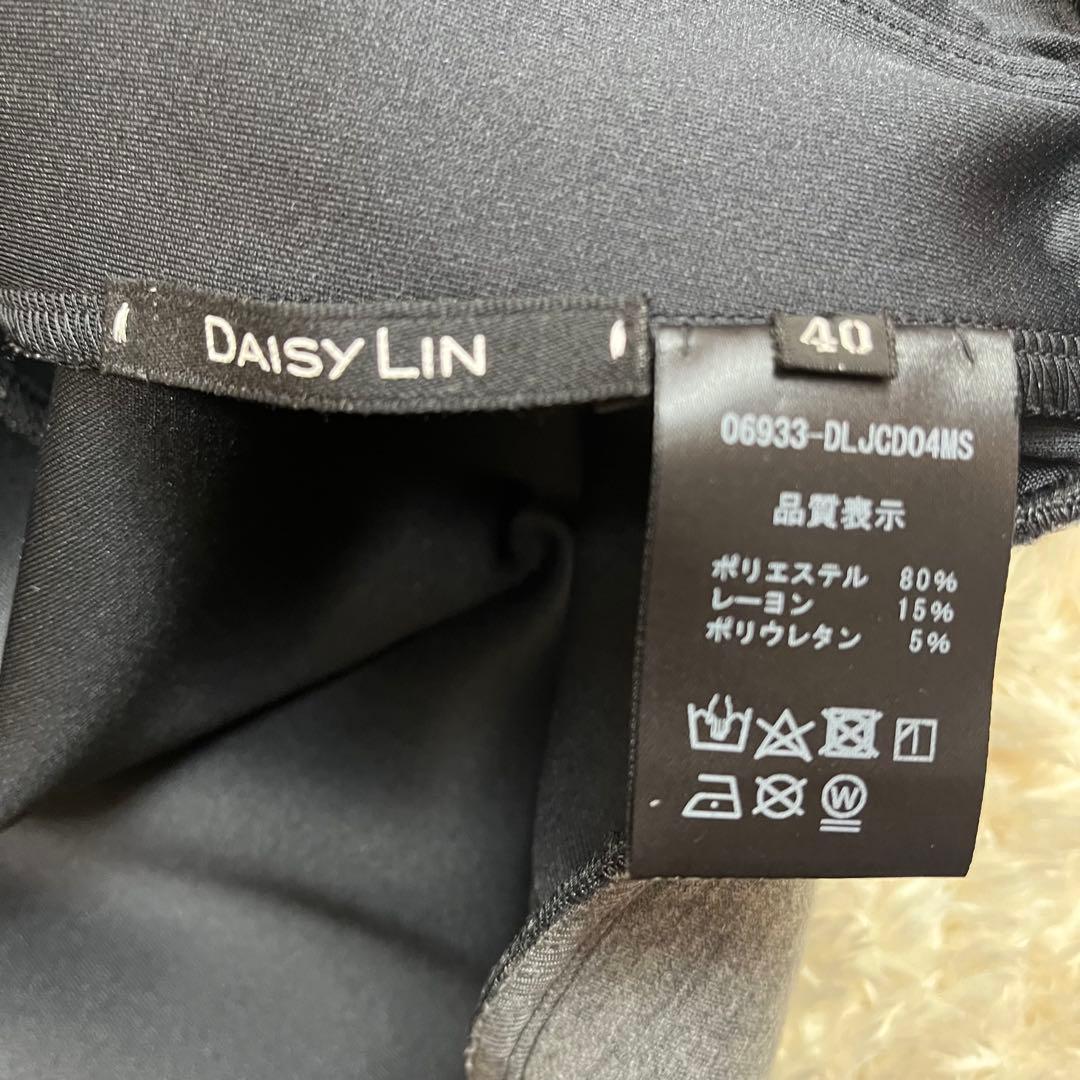 DAISY LIN
40
06933-DLJCD04MS
品質表示
ポリエステル 80%
レーヨン 15%
ポリウレタン 5%
W